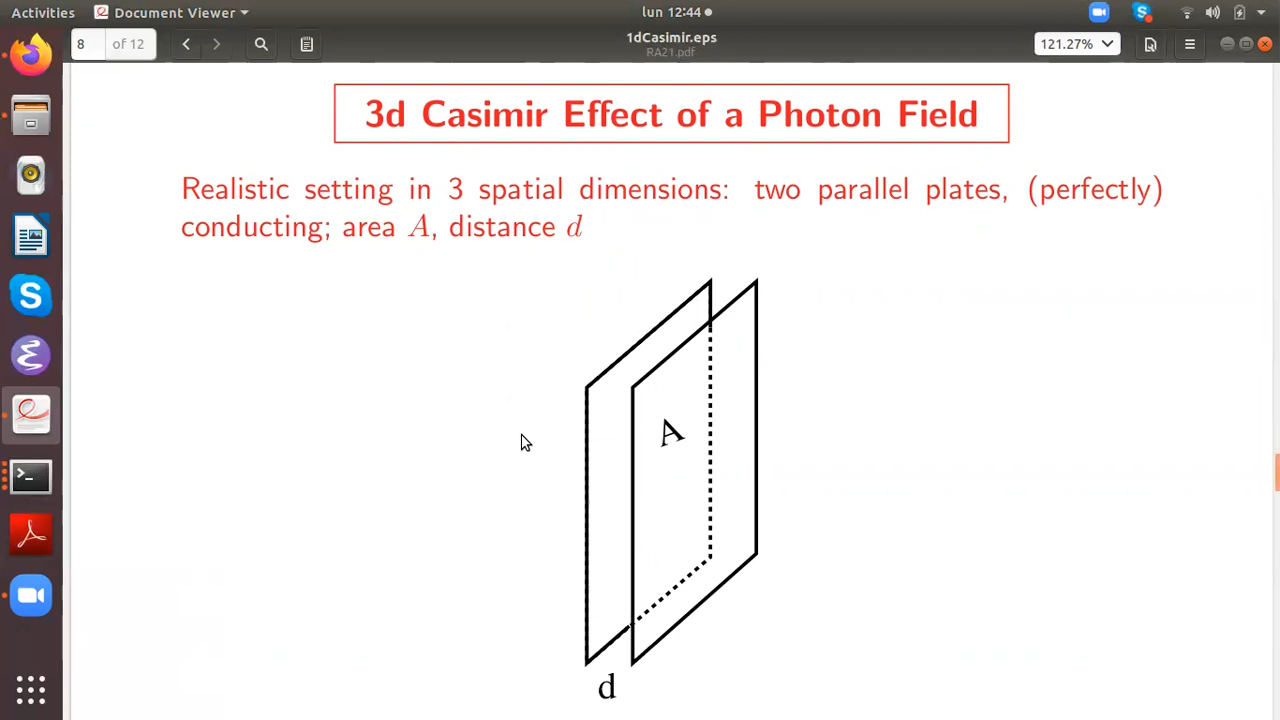 Activities Document Viewer lun 12:44
8 of 12
1dCasimir.eps
RA21.pdf
121.27%
3d Casimir Effect of a Photon Field
Realistic setting in 3 spatial dimensions: two parallel plates, (perfectly)
conducting; area A, distance d
A
d